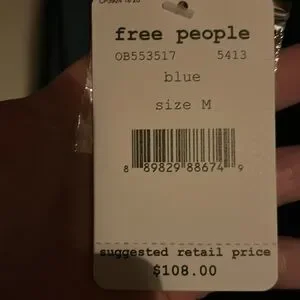 free people
OB553517 5413
blue
size M
8 89829 88674 9
suggested retail price
$108.00